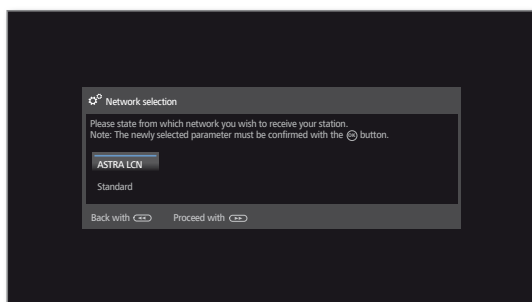 Network selection
Please state from which network you wish to receive your station.
Note: The newly selected parameter must be confirmed with the OK button.
ASTRA LCN
Standard
Back with ◄◄ Proceed with ►►